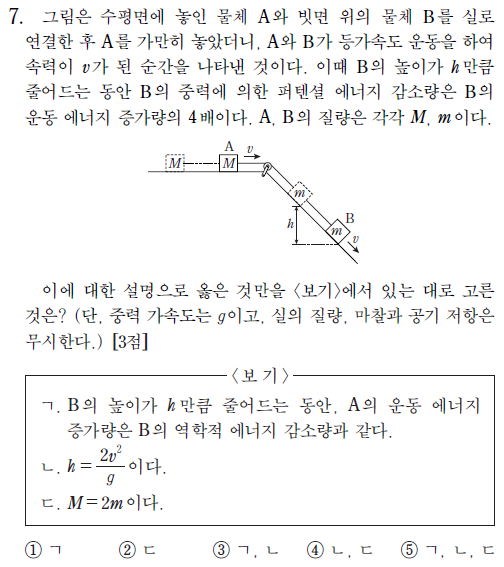 7. 그림은 수평면에 놓인 물체 A와 빗면 위의 물체 B를 실로
연결한 후 A를 가만히 놓았더니, A와 B가 등가속도 운동을 하여
속력이 v가 된 순간을 나타낸 것이다. 이때 B의 높이가 h만큼
줄어드는 동안 B의 중력에 의한 퍼텐셜 에너지 감소량은 B의
운동 에너지 증가량의 4배이다. A, B의 질량은 각각 M, m이다.
A v
M M
m
h
B
m
v
이에 대한 설명으로 옳은 것만을 <보기>에서 있는 대로 고른
것은? (단, 중력 가속도는 g이고, 실의 질량, 마찰과 공기 저항은
무시한다.) [3점]
<보 기>
ㄱ. B의 높이가 h만큼 줄어드는 동안, A의 운동 에너지
증가량은 B의 역학적 에너지 감소량과 같다.
ㄴ. h = 2v²/g 이다.
ㄷ. M = 2m이다.
① ㄱ ② ㄷ ③ ㄱ, ㄴ ④ ㄴ, ㄷ ⑤ ㄱ, ㄴ, ㄷ